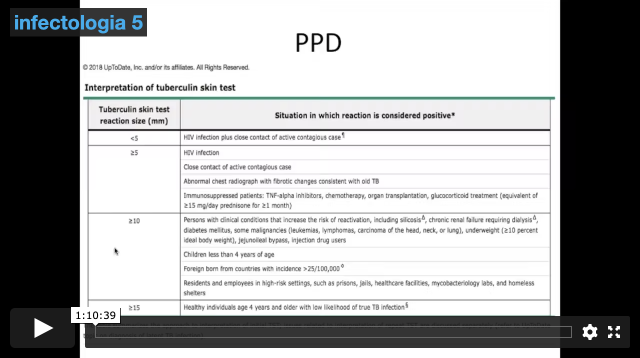 infectologia 5
PPD
© 2018 UpToDate, Inc. and/or its affiliates. All Rights Reserved.
Interpretation of tuberculin skin test
Tuberculin skin test
reaction size (mm)
Situation in which reaction is considered positive*
<5
HIV infection plus close contact of active contagious case¶
≥5
HIV infection
Close contact of active contagious case
Abnormal chest radiograph with fibrotic changes consistent with old TB
Immunosuppressed patients: TNF-alpha inhibitors, chemotherapy, organ transplantation, glucocorticoid treatment (equivalent of
≥15 mg/day prednisone for ≥1 month)
≥10
Persons with clinical conditions that increase the risk of reactivation, including silicosisΔ, chronic renal failure requiring dialysisΔ,
diabetes mellitus, some malignancies (leukemias, lymphomas, carcinoma of the head, neck, or lung), underweight (≥10 percent
ideal body weight), jejunoileal bypass, injection drug users
Children less than 4 years of age
Foreign born from countries with incidence >25/100,000◊
Residents and employees in high-risk settings, such as prisons, jails, healthcare facilities, mycobacteriology labs, and homeless
shelters
≥15
Healthy individuals age 4 years and older with low likelihood of true TB infection§
1:10:39